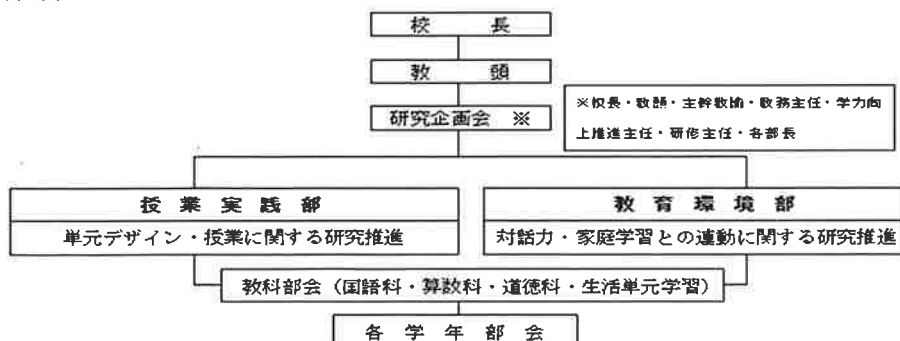 校長
教頭
研究企画会 ※
※校長・教頭・主幹教諭・教務主任・学力向
上推進主任・研修主任・各部長
授業実践部
単元デザイン・授業に関する研究推進
教育環境部
対話力・家庭学習との連動に関する研究推進
教科部会（国語科・算数科・道徳科・生活単元学習）
各学年部会